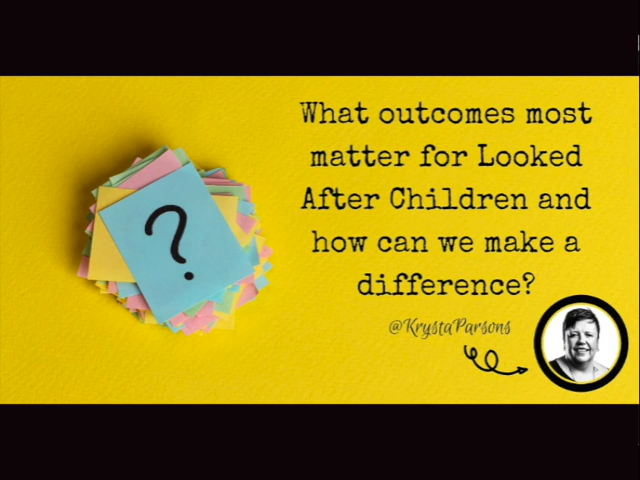 What outcomes most
matter for Looked
After Children and
how can we make a
difference?
@KrystaParsons
?